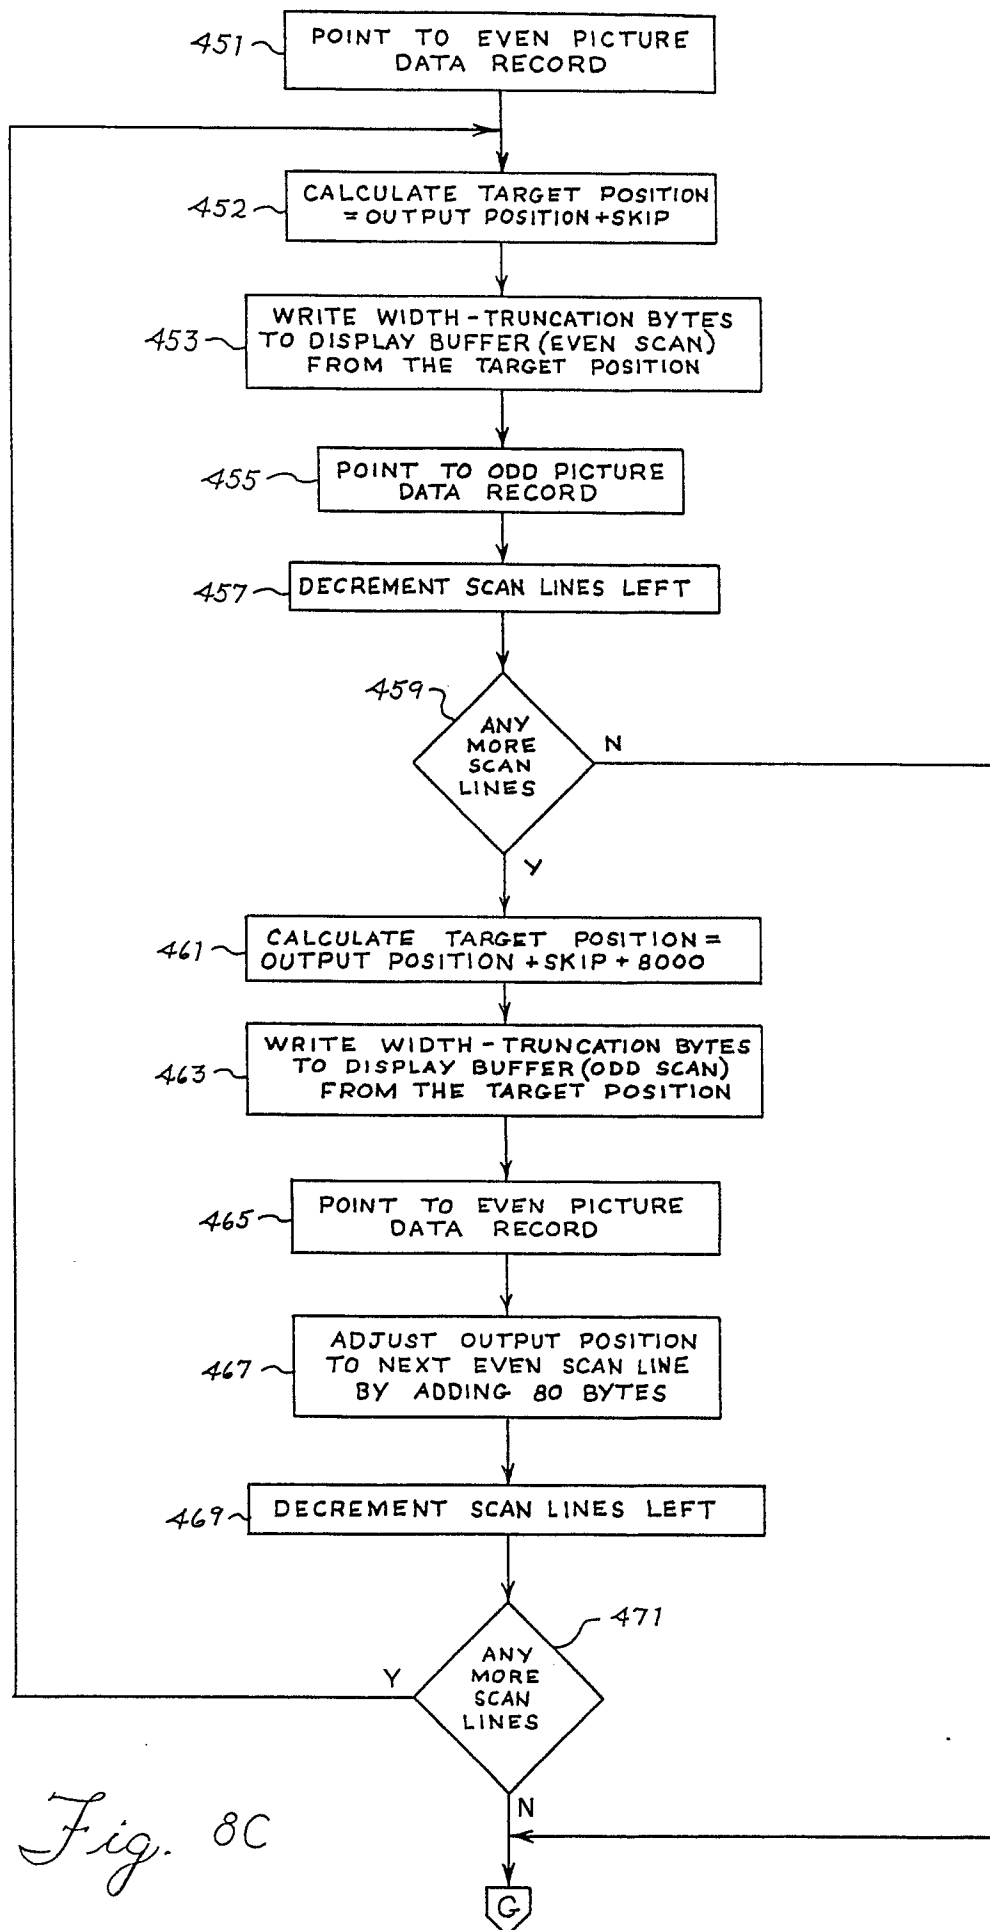 451
POINT TO EVEN PICTURE
DATA RECORD
452
CALCULATE TARGET POSITION
= OUTPUT POSITION + SKIP
453
WRITE WIDTH - TRUNCATION BYTES
TO DISPLAY BUFFER (EVEN SCAN)
FROM THE TARGET POSITION
455
POINT TO ODD PICTURE
DATA RECORD
457
DECREMENT SCAN LINES LEFT
459
ANY
MORE
SCAN
LINES
N
Y
461
CALCULATE TARGET POSITION =
OUTPUT POSITION + SKIP + 8000
463
WRITE WIDTH - TRUNCATION BYTES
TO DISPLAY BUFFER (ODD SCAN)
FROM THE TARGET POSITION
465
POINT TO EVEN PICTURE
DATA RECORD
467
ADJUST OUTPUT POSITION
TO NEXT EVEN SCAN LINE
BY ADDING 80 BYTES
469
DECREMENT SCAN LINES LEFT
471
ANY
MORE
SCAN
LINES
Y
N
G
Fig. 8C